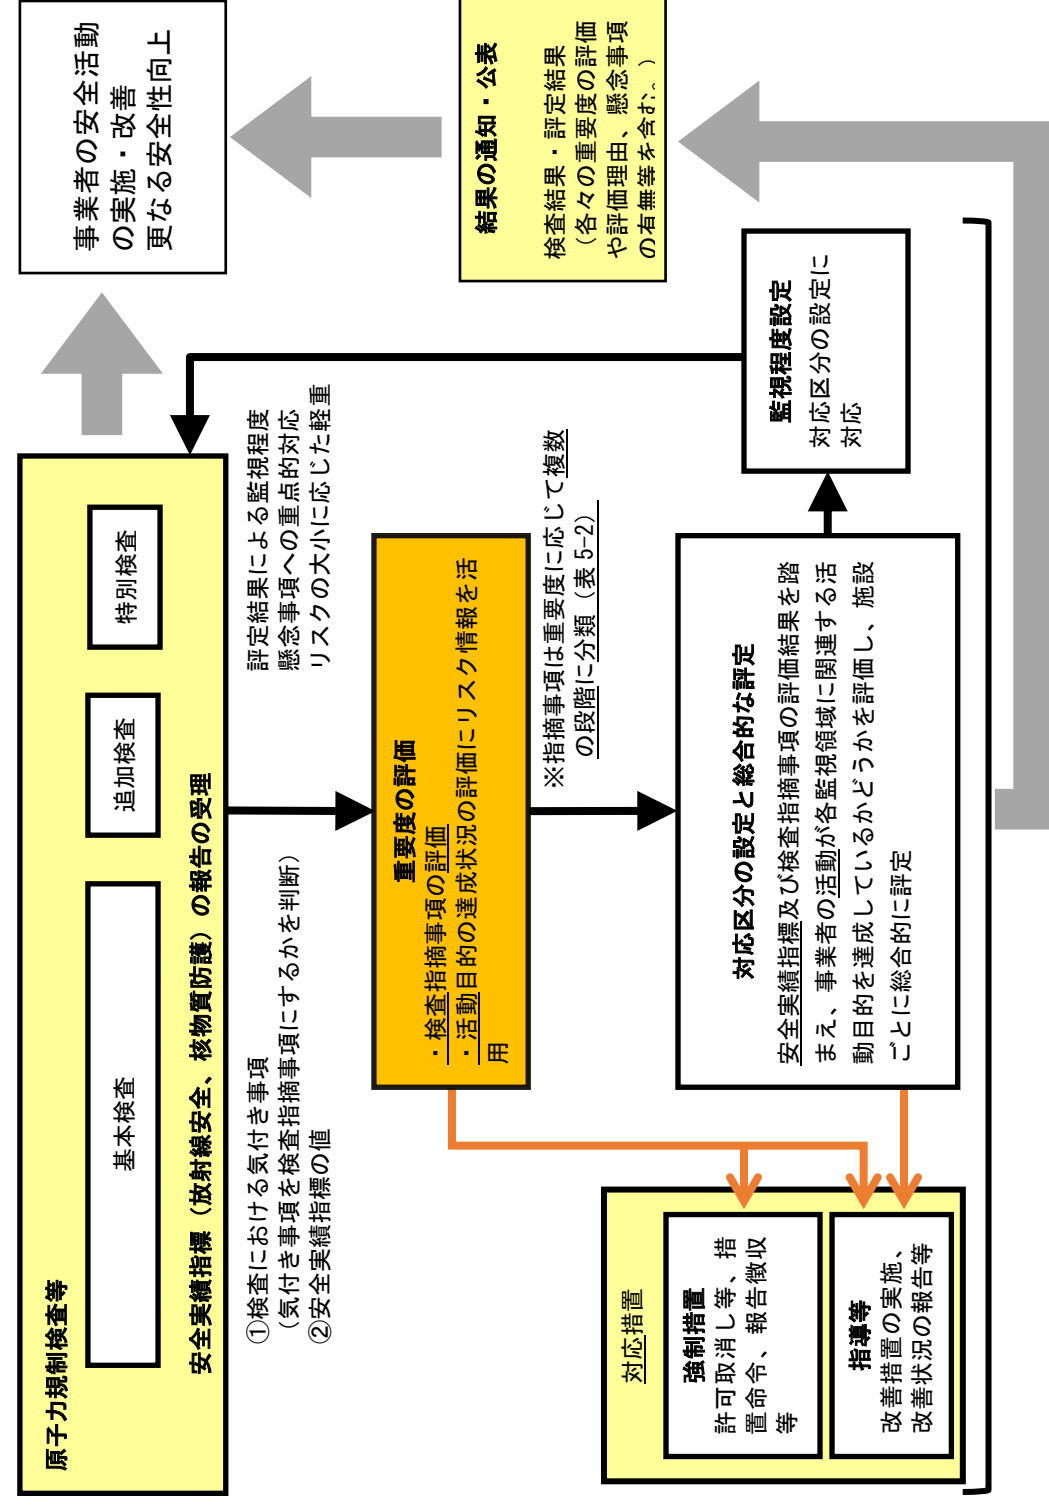 原子力規制検査等
基本検査
追加検査
特別検査
安全実績指標（放射線安全、核物質防護）の報告の受理
事業者の安全活動
の実施・改善
更なる安全性向上
①検査における気付き事項
（気付き事項を検査指摘事項にするかを判断）
②安全実績指標の値
評定結果による監視程度
懸念事項への重点的対応
リスクの大小に応じた軽重
重要度の評価
・検査指摘事項の評価
・活動目的の達成状況の評価にリスク情報を活
用
※指摘事項は重要度に応じて複数
の段階に分類（表 5-2）
結果の通知・公表
検査結果・評定結果
（各々の重要度の評価
や評価理由、懸念事項
の有無等を含む。）
対応措置
強制措置
許可取消し等、措
置命令、報告徴収
等
指導等
改善措置の実施、
改善状況の報告等
対応区分の設定と総合的な評定
安全実績指標及び検査指摘事項の評価結果を踏
まえ、事業者の活動が各監視領域に関連する活
動目的を達成しているかどうかを評価し、施設
ごとに総合的に評定
監視程度設定
対応区分の設定に
対応